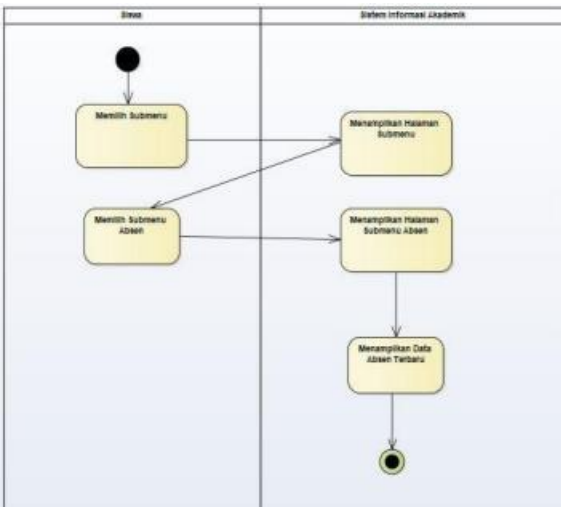 Siswa
Sistem Informasi Akademik
Memilih Submenu
Menampilkan Halaman
Submenu
Memilih Submenu
Absen
Menampilkan Halaman
Submenu Absen
Menampilkan Data
Absen Terbaru